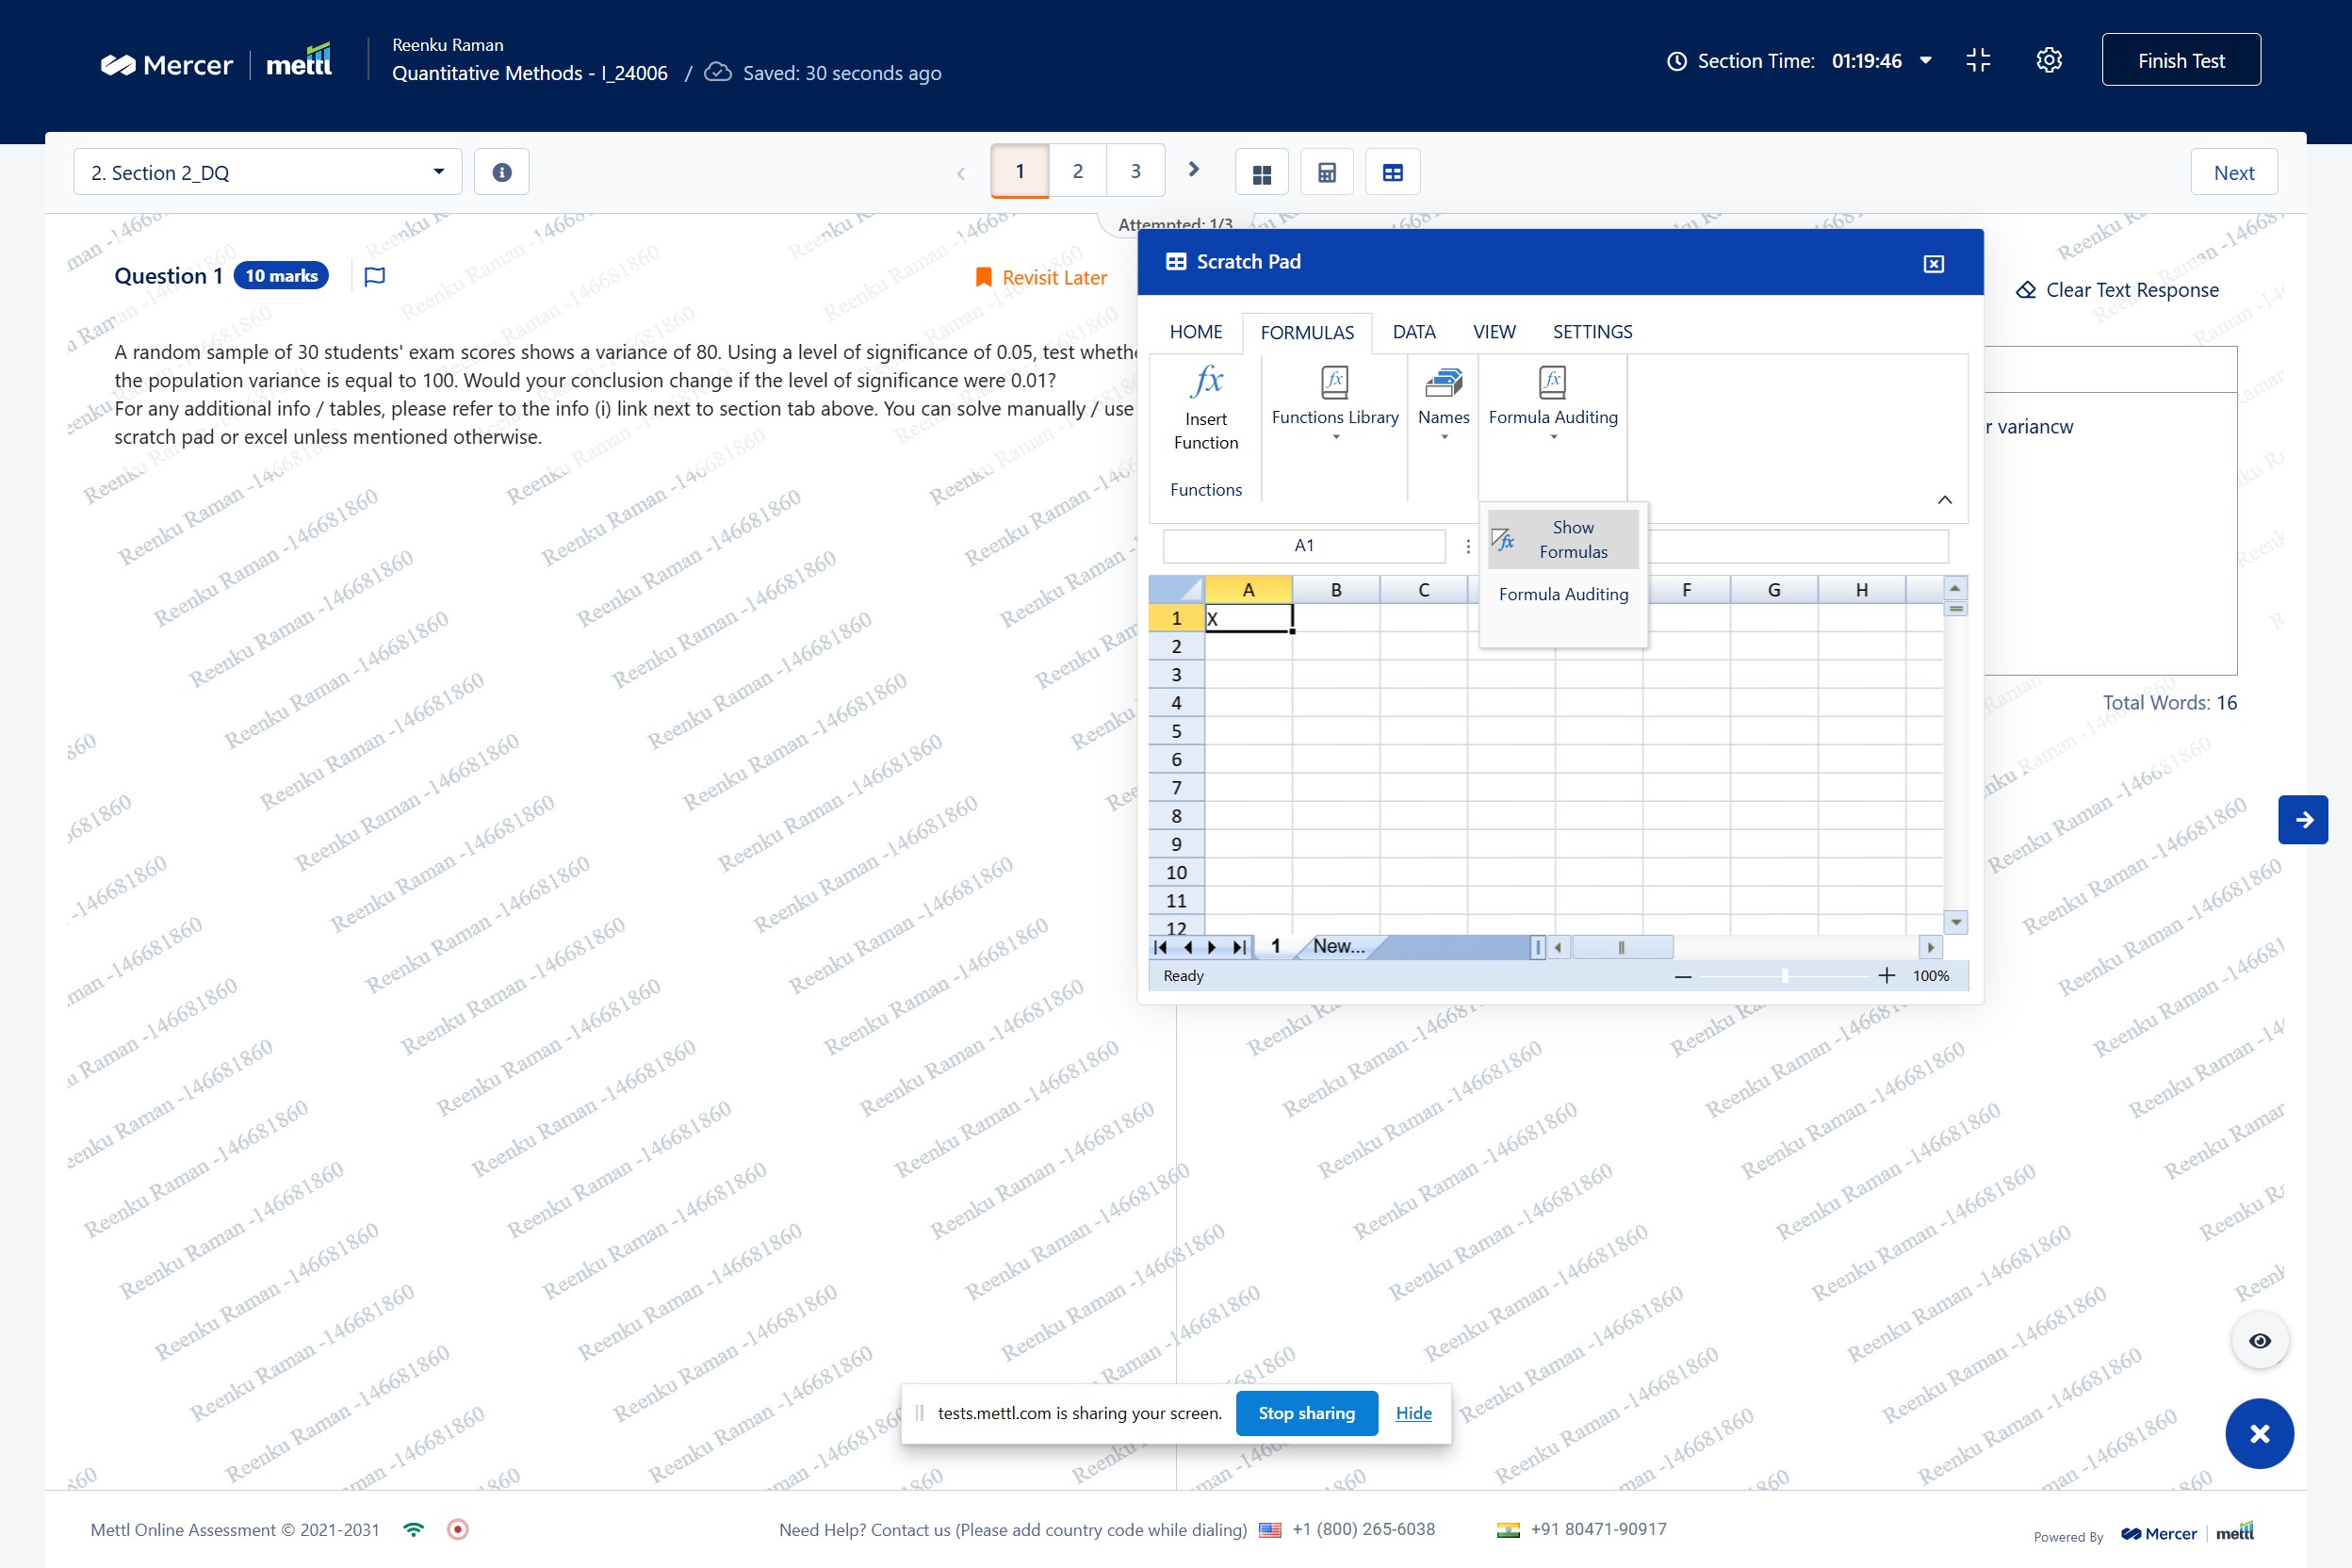 Mercer
mettl
Reenku Raman
Quantitative Methods - I_24006 / Saved: 30 seconds ago
Section Time: 01:19:46
Finish Test
2. Section 2_DQ
1 2 3
Next
Attempted: 1/3
Question 1 10 marks
Revisit Later
Clear Text Response
A random sample of 30 students' exam scores shows a variance of 80. Using a level of significance of 0.05, test
the population variance is equal to 100. Would your conclusion change if the level of significance were 0.01?
For any additional info / tables, please refer to the info (i) link next to section tab above. You can solve manually / use
scratch pad or excel unless mentioned otherwise.
variancw
Total Words: 16
Scratch Pad
HOME FORMULAS DATA VIEW SETTINGS
Insert Function
Functions
Functions Library
Names
Formula Auditing
Show Formulas
Formula Auditing
A1
A B C F G H
1 X
2
3
4
5
6
7
8
9
10
11
12
1 New...
Ready
100%
Reenku Raman -146681860
tests.mettl.com is sharing your screen. Stop sharing Hide
Mettl Online Assessment © 2021-2031
Need Help? Contact us (Please add country code while dialing) +1 (800) 265-6038 +91 80471-90917
Powered By Mercer mettl